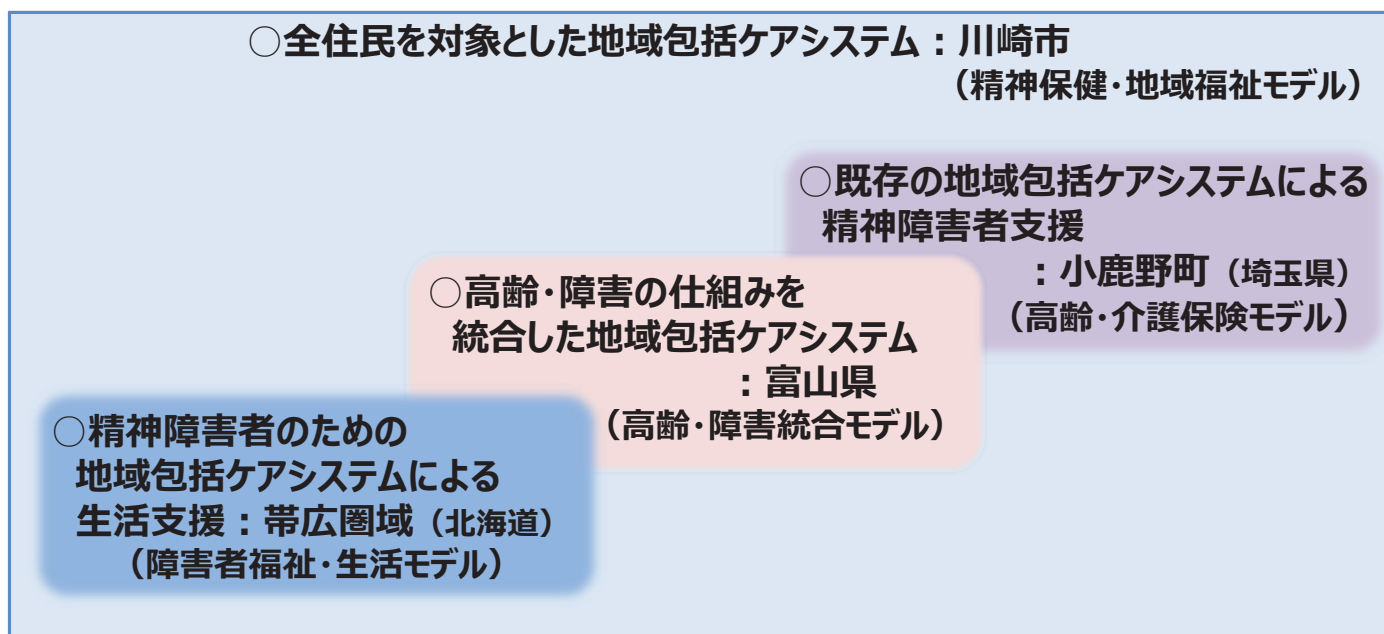 ○全住民を対象とした地域包括ケアシステム：川崎市
（精神保健・地域福祉モデル）
○既存の地域包括ケアシステムによる
精神障害者支援
：小鹿野町（埼玉県）
（高齢・介護保険モデル）
○高齢・障害の仕組みを
統合した地域包括ケアシステム
：富山県
（高齢・障害統合モデル）
○精神障害者のための
地域包括ケアシステムによる
生活支援：帯広圏域（北海道）
（障害者福祉・生活モデル）